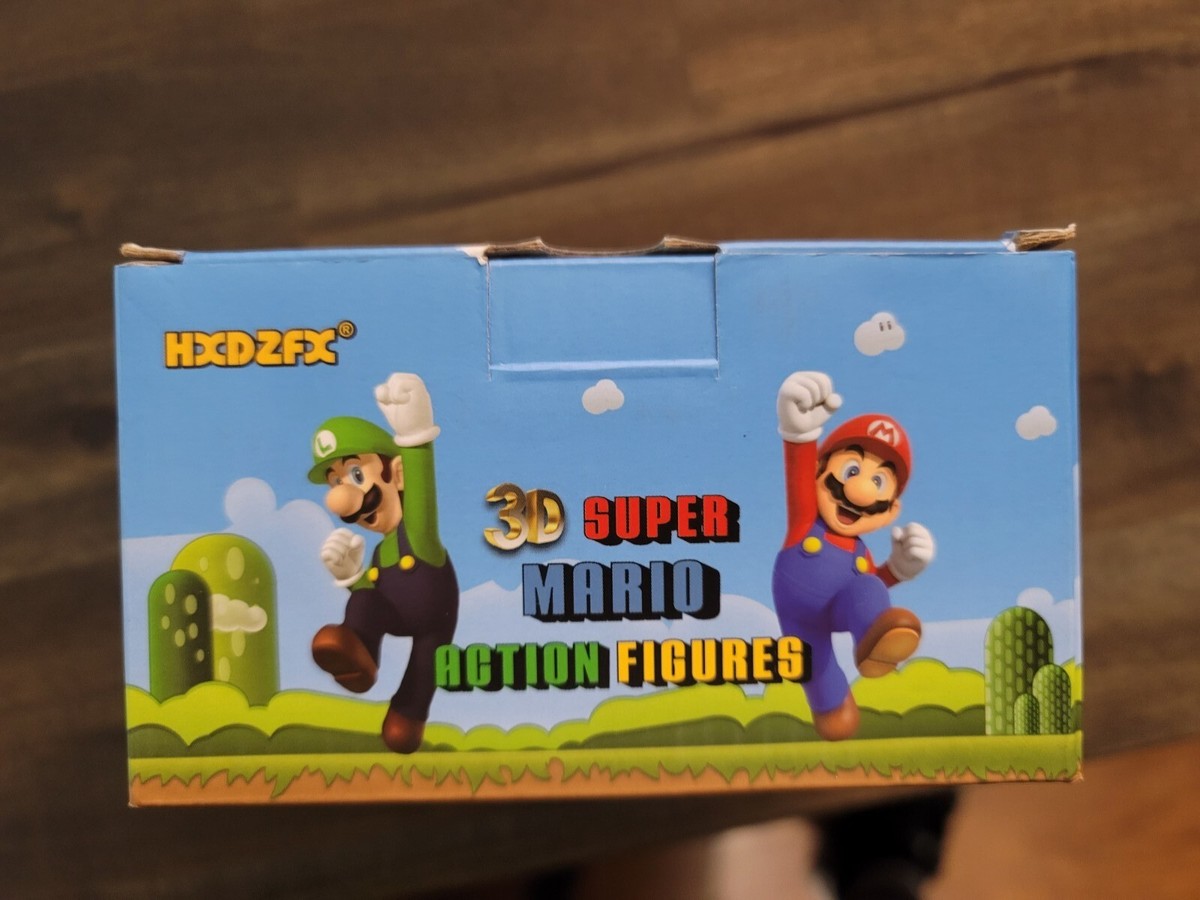 HXDZFX®
L
M
3D SUPER
MARIO
ACTION FIGURES